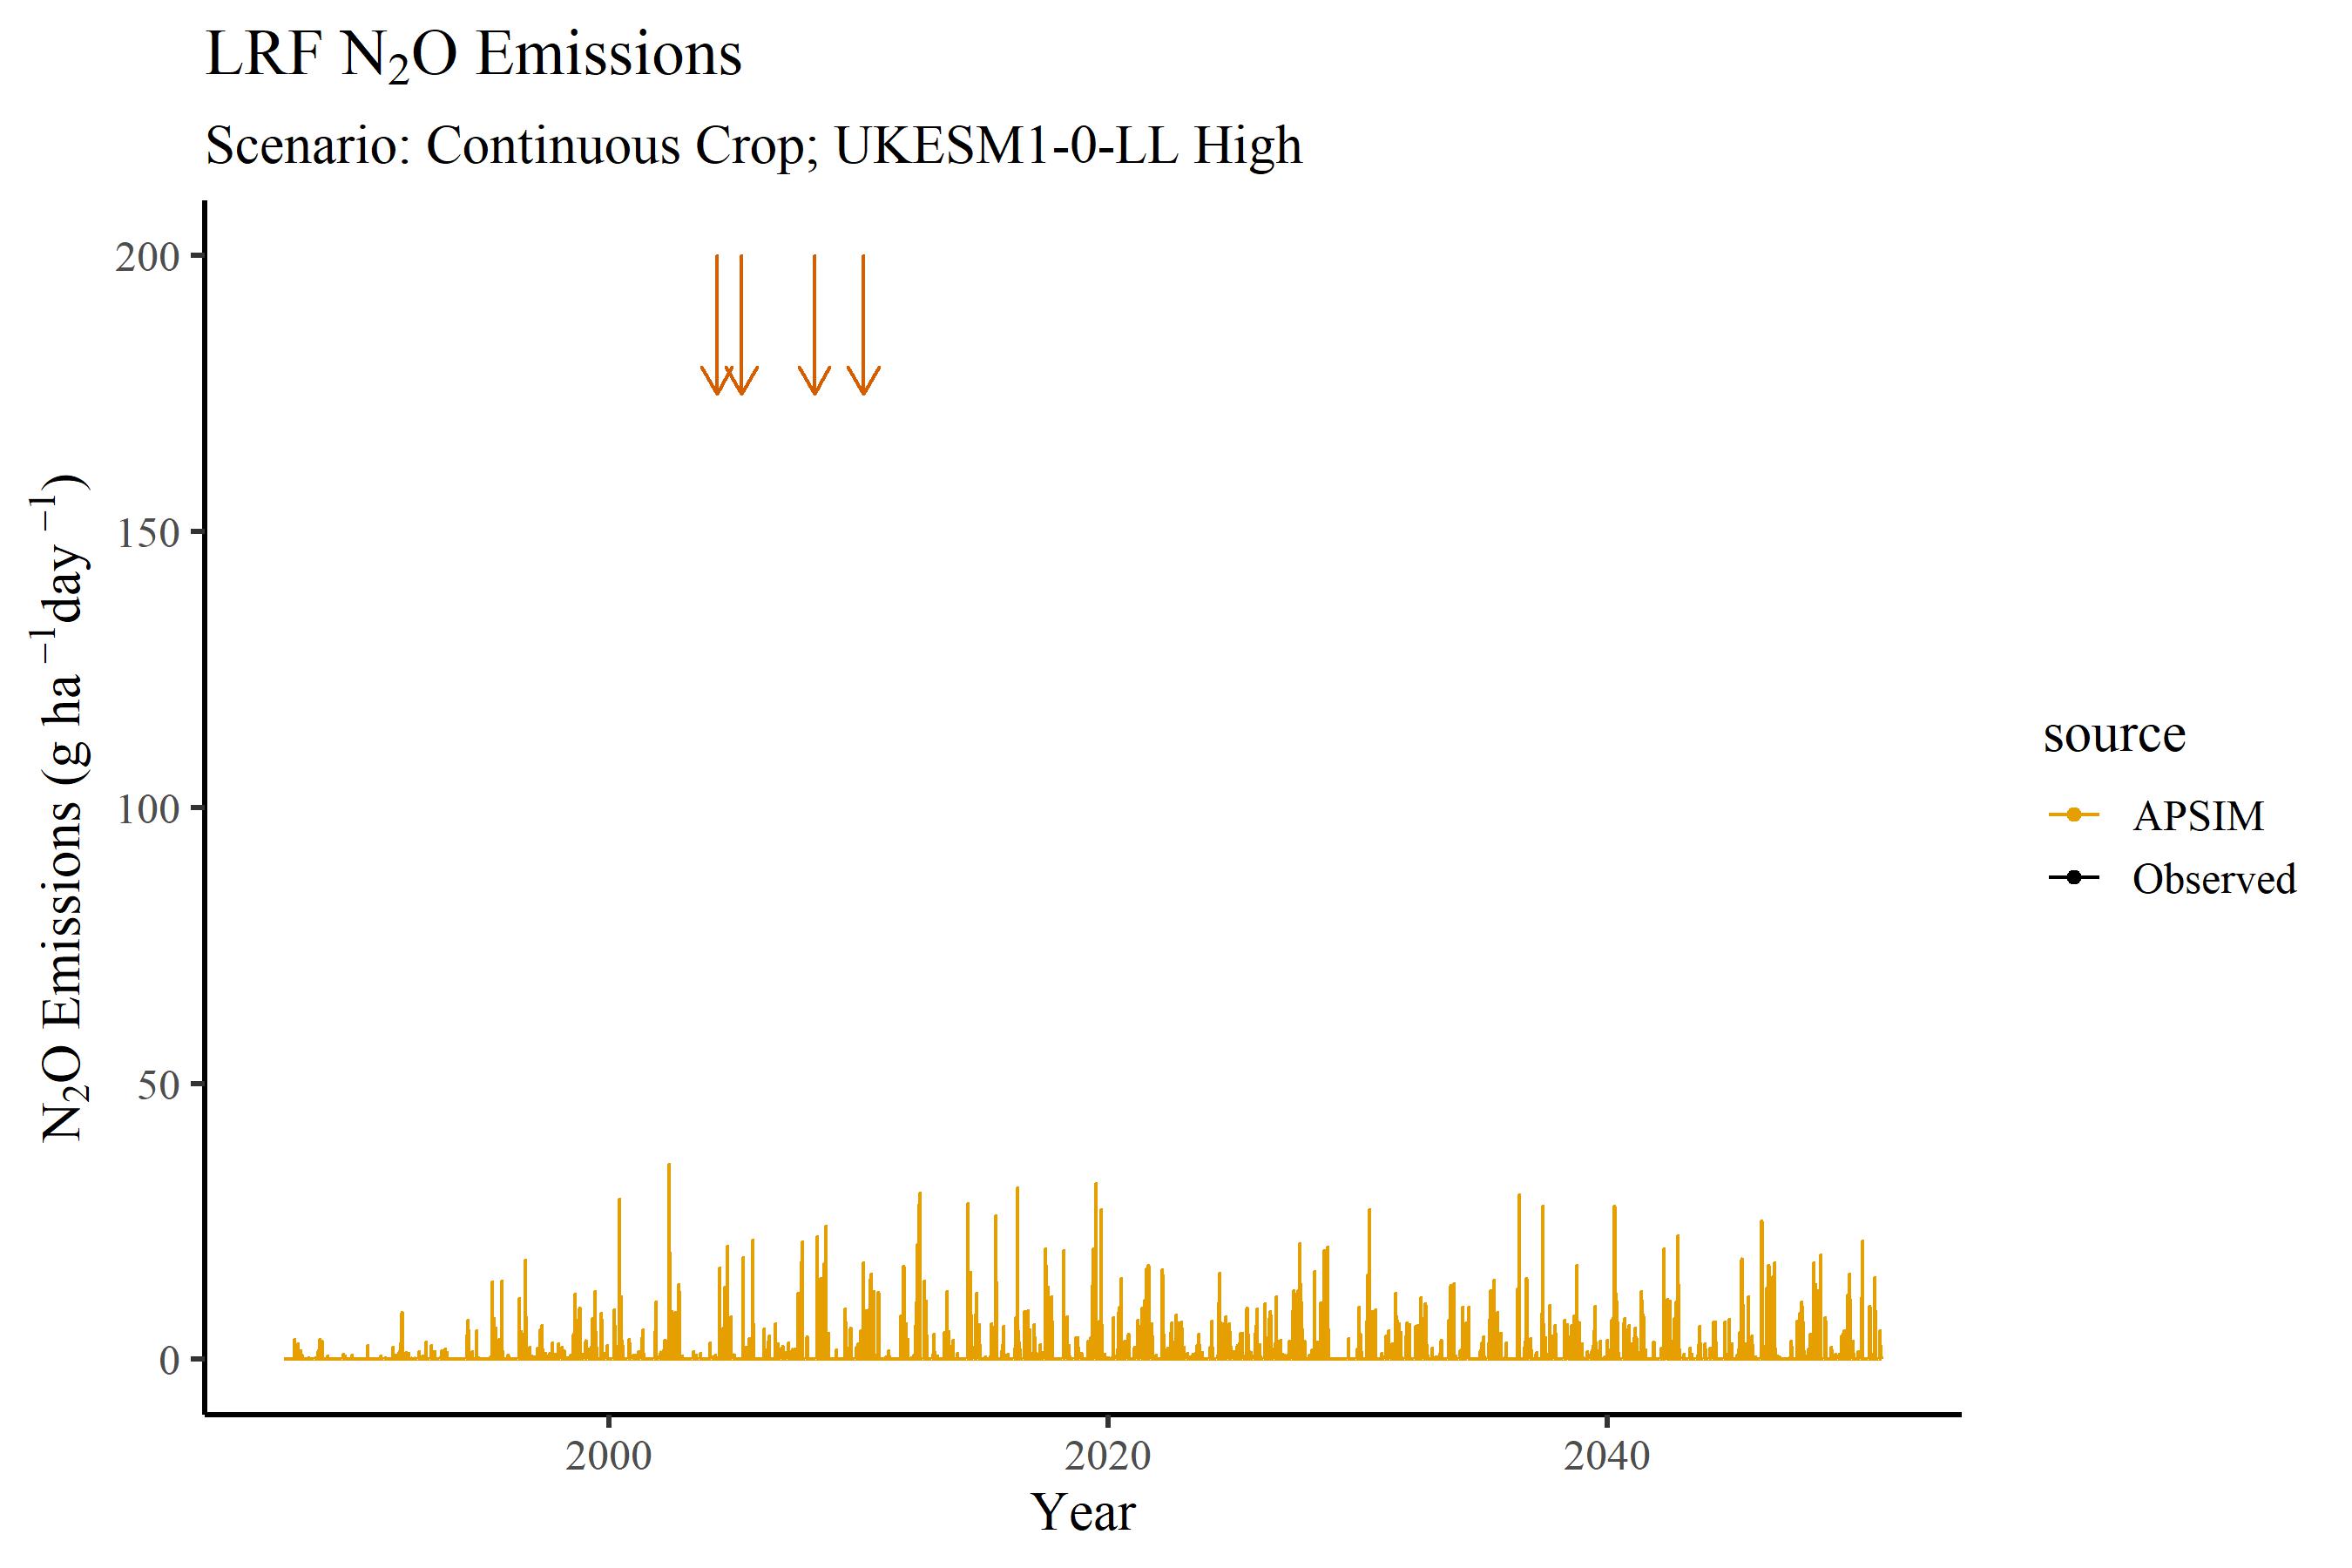 LRF N₂O Emissions
Scenario: Continuous Crop; UKESM1-0-LL High
N₂O Emissions (g ha ⁻¹day ⁻¹)
200
150
100
50
0
2000 2020 2040
Year
source
APSIM
Observed